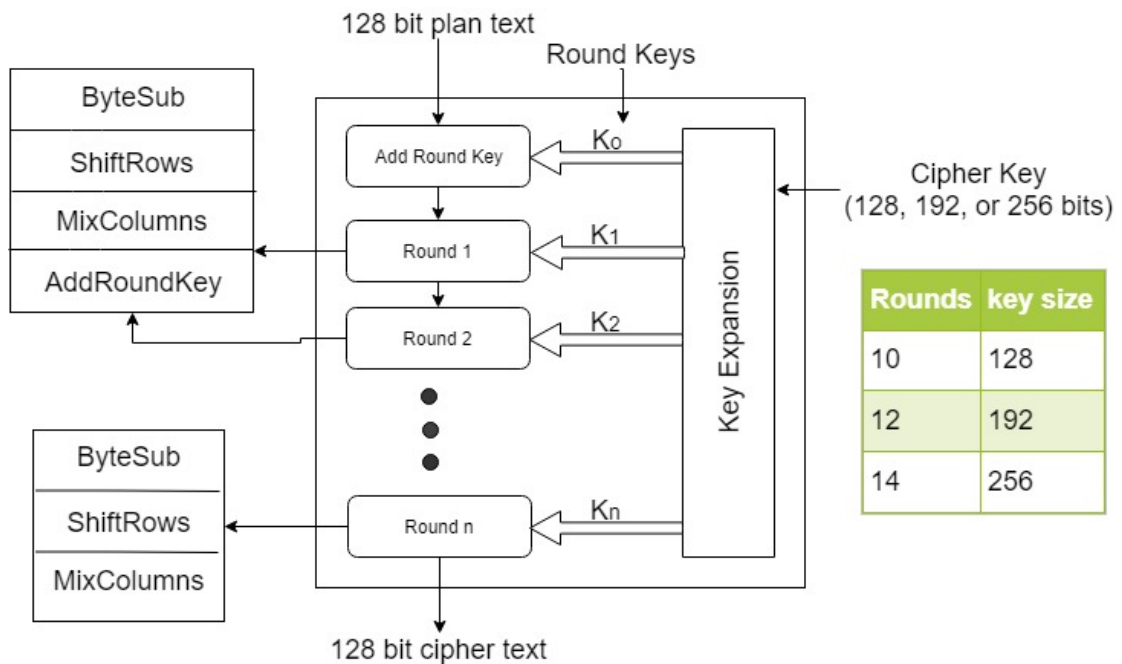 128 bit plan text
Round Keys
ByteSub
ShiftRows
MixColumns
AddRoundKey
Add Round Key
Ko
Round 1
K1
Round 2
K2
Key Expansion
Cipher Key
(128, 192, or 256 bits)
Rounds key size
10 128
12 192
14 256
ByteSub
ShiftRows
MixColumns
Round n
Kn
128 bit cipher text